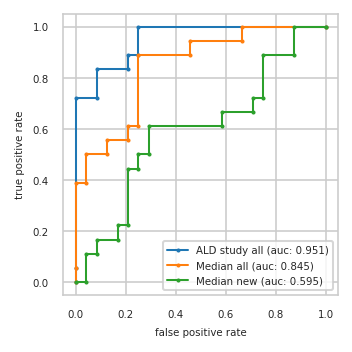 1.0
0.8
0.6
0.4
0.2
0.0
true positive rate
ALD study all (auc: 0.951)
Median all (auc: 0.845)
Median new (auc: 0.595)
0.0 0.2 0.4 0.6 0.8 1.0
false positive rate